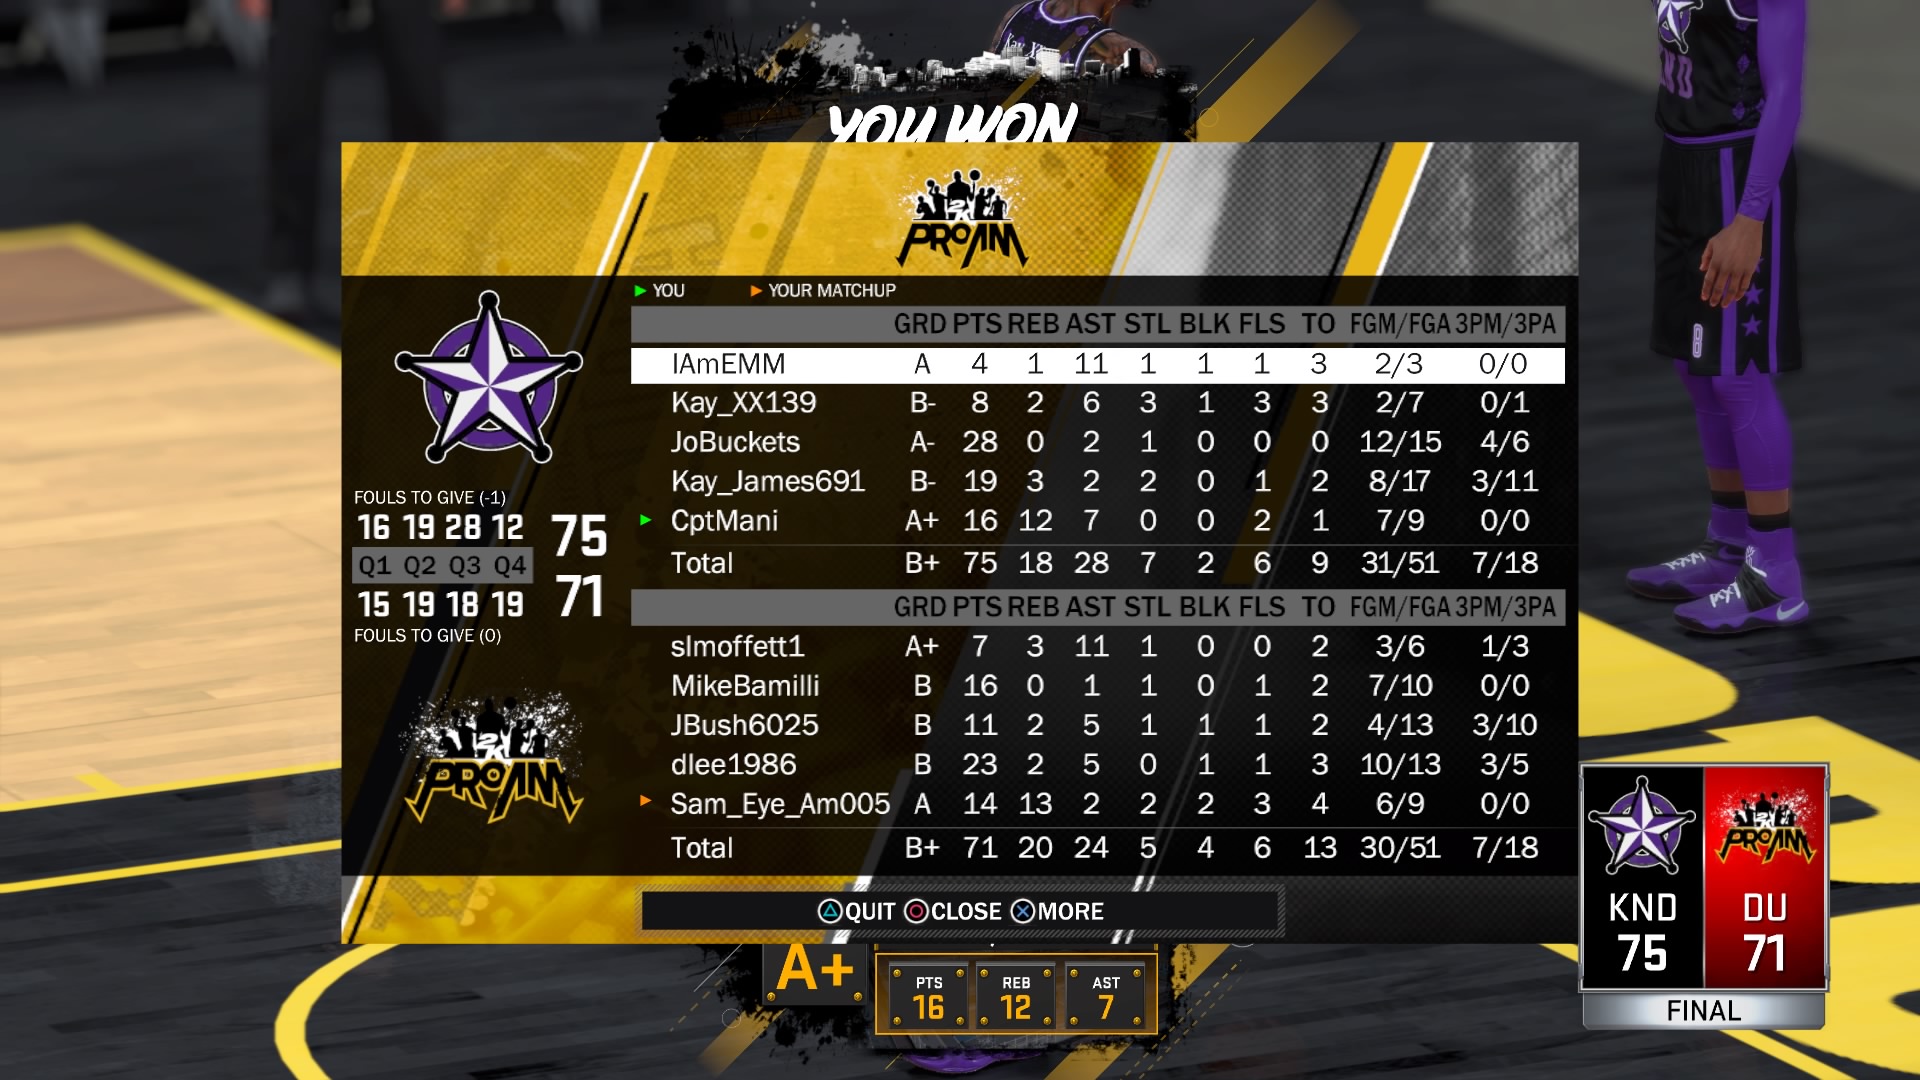 YOU WON
2K
PRO AM
YOU YOUR MATCHUP
GRD PTS REB AST STL BLK FLS TO FGM/FGA 3PM/3PA
IAmEMM A 4 1 11 1 1 1 3 2/3 0/0
Kay_XX139 B- 8 2 6 3 1 3 3 2/7 0/1
JoBuckets A- 28 0 2 1 0 0 0 12/15 4/6
Kay_James691 B- 19 3 2 2 0 1 2 8/17 3/11
CptMani A+ 16 12 7 0 0 2 1 7/9 0/0
Total B+ 75 18 28 7 2 6 9 31/51 7/18
FOULS TO GIVE (-1)
16 19 28 12 75
Q1 Q2 Q3 Q4
15 19 18 19 71
FOULS TO GIVE (0)
GRD PTS REB AST STL BLK FLS TO FGM/FGA 3PM/3PA
slmoffett1 A+ 7 3 11 1 0 0 2 3/6 1/3
MikeBamilli B 16 0 1 1 0 1 2 7/10 0/0
JBush6025 B 11 2 5 1 1 1 2 4/13 3/10
dlee1986 B 23 2 5 0 1 1 3 10/13 3/5
Sam_Eye_Am005 A 14 13 2 2 2 3 4 6/9 0/0
Total B+ 71 20 24 5 4 6 13 30/51 7/18
2K
PRO AM
QUIT CLOSE MORE
A+
PTS REB AST
16 12 7
PRO AM
KND DU
75 71
FINAL